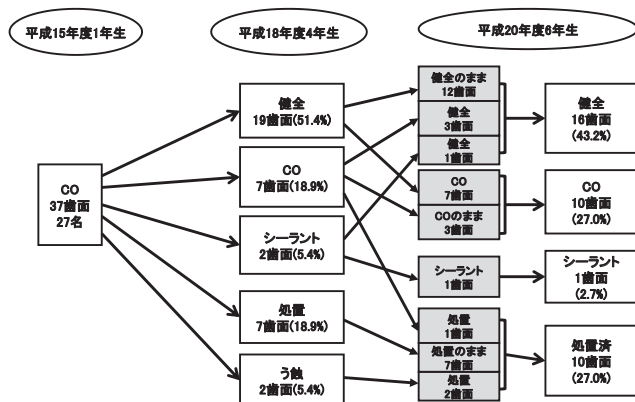 平成15年度1年生
平成18年度4年生
平成20年度6年生
CO
37歯面
27名
健全
19歯面(51.4%)
CO
7歯面(18.9%)
シーラント
2歯面(5.4%)
処置
7歯面(18.9%)
う蝕
2歯面(5.4%)
健全のまま
12歯面
健全
3歯面
健全
1歯面
CO
7歯面
COのまま
3歯面
シーラント
1歯面
処置
1歯面
処置のまま
7歯面
処置
2歯面
健全
16歯面
(43.2%)
CO
10歯面
(27.0%)
シーラント
1歯面
(2.7%)
処置済
10歯面
(27.0%)